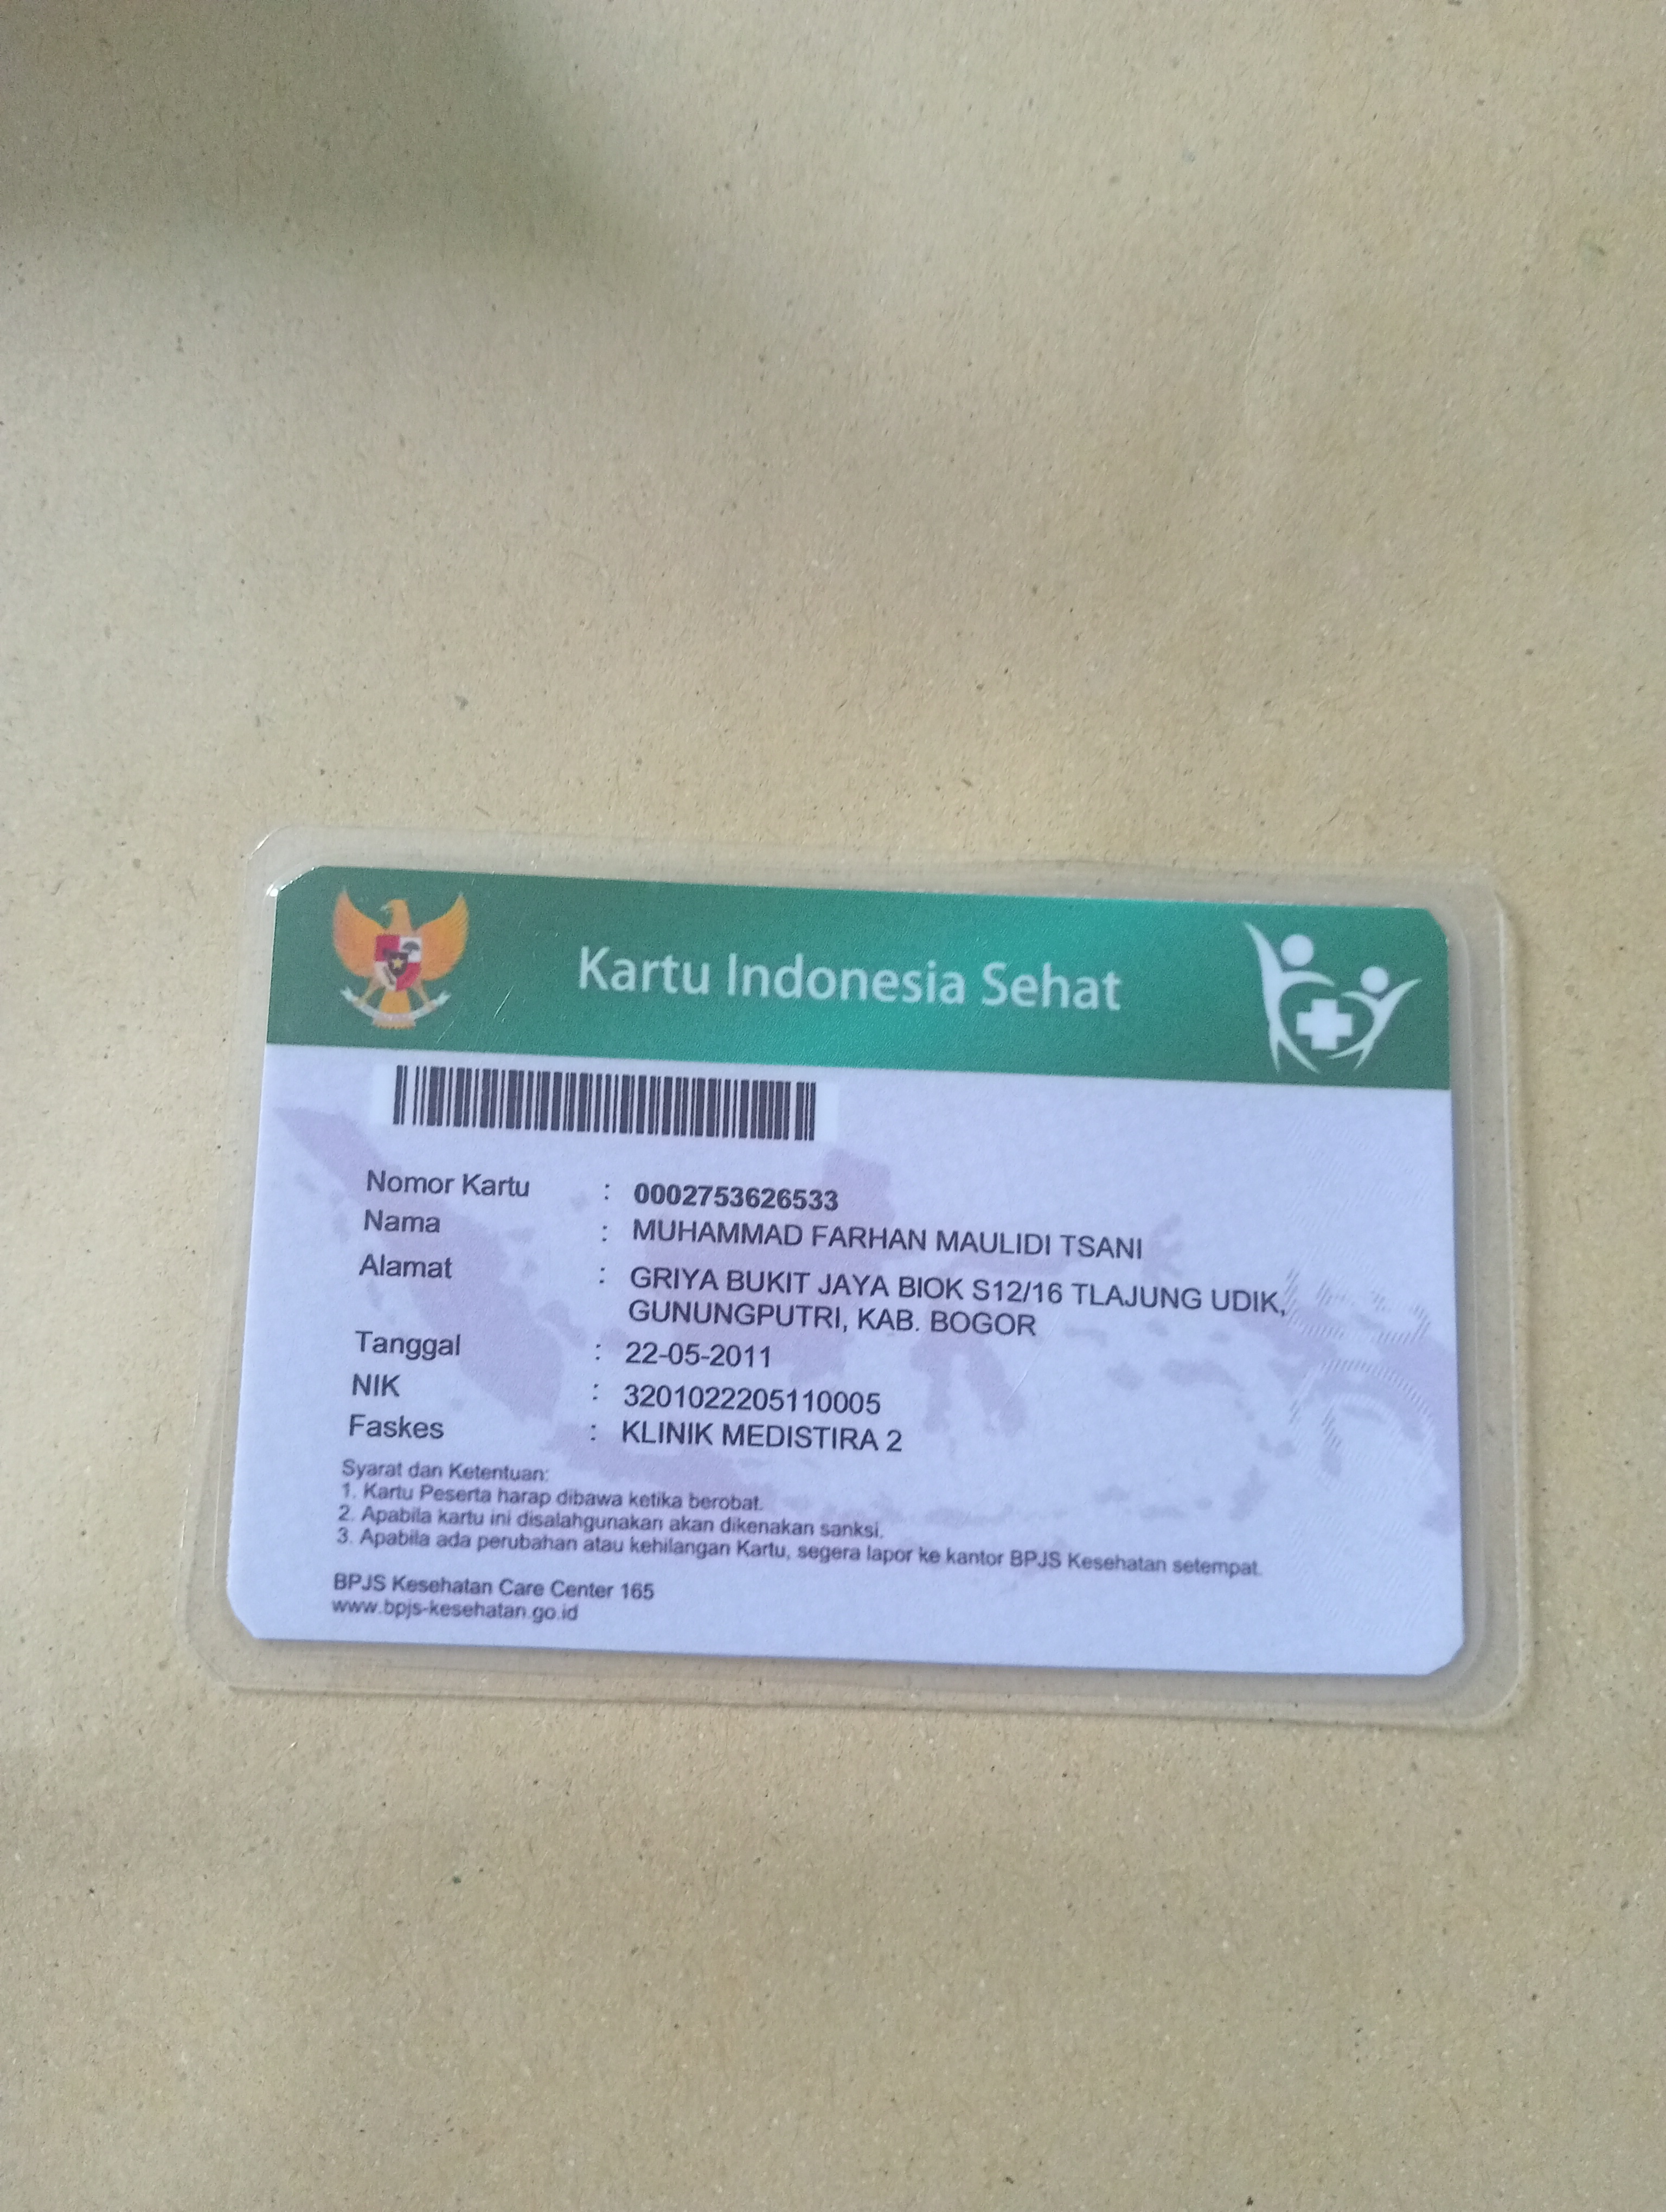 Kartu Indonesia Sehat
Nomor Kartu : 0002753626533
Nama : MUHAMMAD FARHAN MAULIDI TSANI
Alamat : GRIYA BUKIT JAYA BIOK S12/16 TLAJUNG UDIK,
GUNUNGPUTRI, KAB. BOGOR
Tanggal : 22-05-2011
NIK : 3201022205110005
Faskes : KLINIK MEDISTIRA 2
Syarat dan Ketentuan:
1. Kartu Peserta harap dibawa ketika berobat.
2. Apabila kartu ini disalahgunakan akan dikenakan sanksi.
3. Apabila ada perubahan atau kehilangan Kartu, segera lapor ke kantor BPJS Kesehatan setempat.
BPJS Kesehatan Care Center 165
www.bpjs-kesehatan.go.id